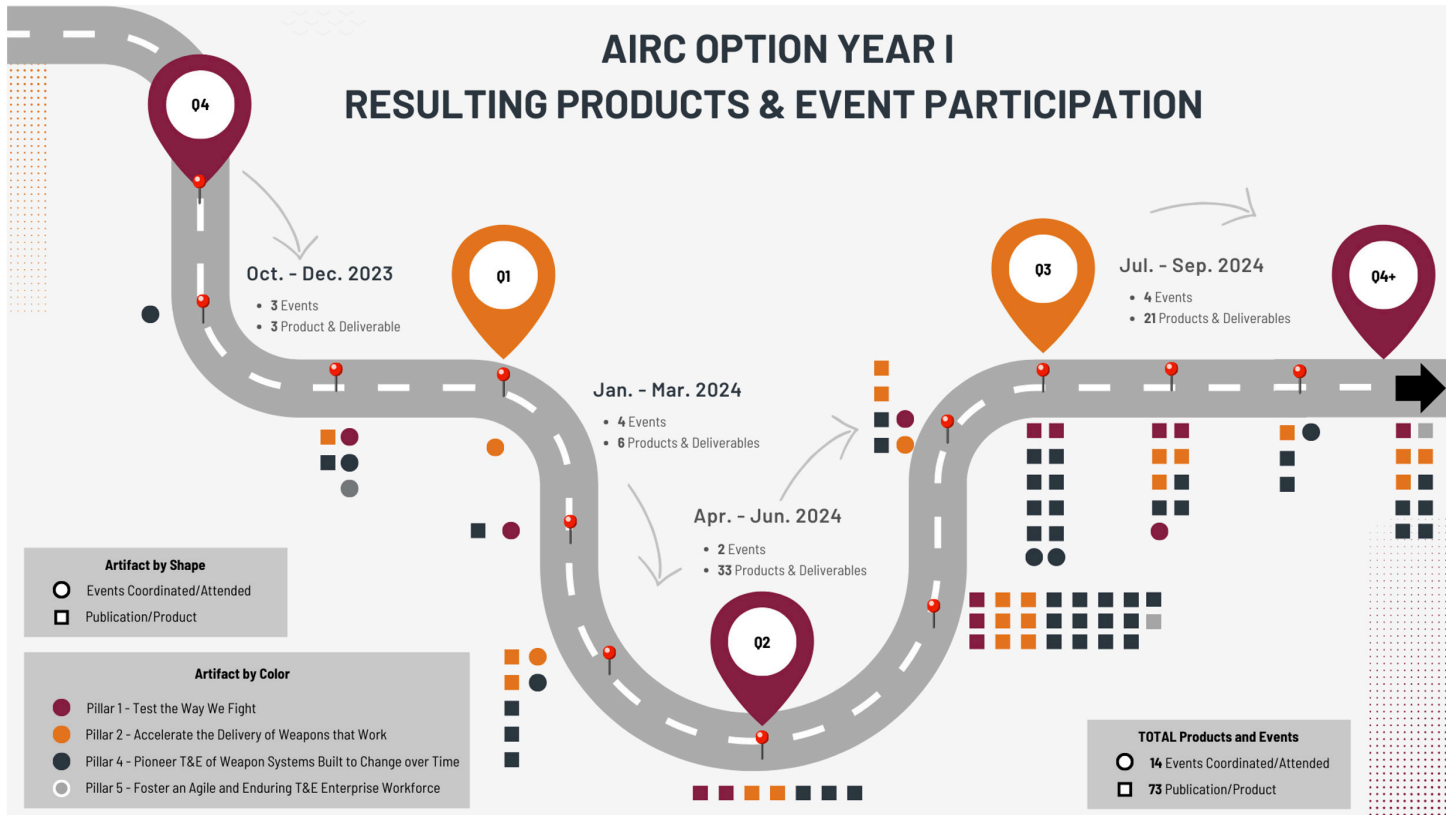 AIRC OPTION YEAR I
RESULTING PRODUCTS & EVENT PARTICIPATION
Q4
Oct. - Dec. 2023
• 3 Events
• 3 Product & Deliverable
Q1
Jan. - Mar. 2024
• 4 Events
• 6 Products & Deliverables
Apr. - Jun. 2024
• 2 Events
• 33 Products & Deliverables
Q2
Q3
Jul. - Sep. 2024
• 4 Events
• 21 Products & Deliverables
Q4+
Artifact by Shape
Events Coordinated/Attended
Publication/Product
Artifact by Color
Pillar 1 - Test the Way We Fight
Pillar 2 - Accelerate the Delivery of Weapons that Work
Pillar 4 - Pioneer T&E of Weapon Systems Built to Change over Time
Pillar 5 - Foster an Agile and Enduring T&E Enterprise Workforce
TOTAL Products and Events
14 Events Coordinated/Attended
73 Publication/Product